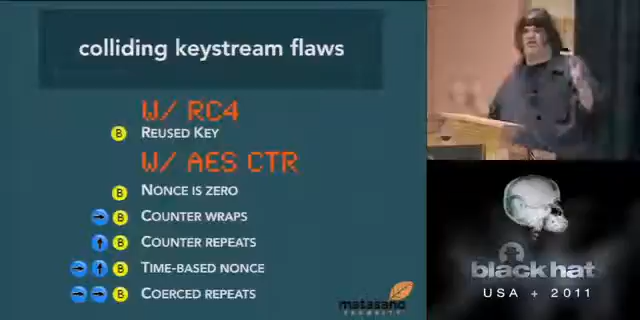 colliding keystream flaws
W/ RC4
B REUSED KEY
W/ AES CTR
B NONCE IS ZERO
→ B COUNTER WRAPS
↑ B COUNTER REPEATS
→ ↑ B TIME-BASED NONCE
→ → B COERCED REPEATS
matasano
SECURITY
black hat
USA + 2011